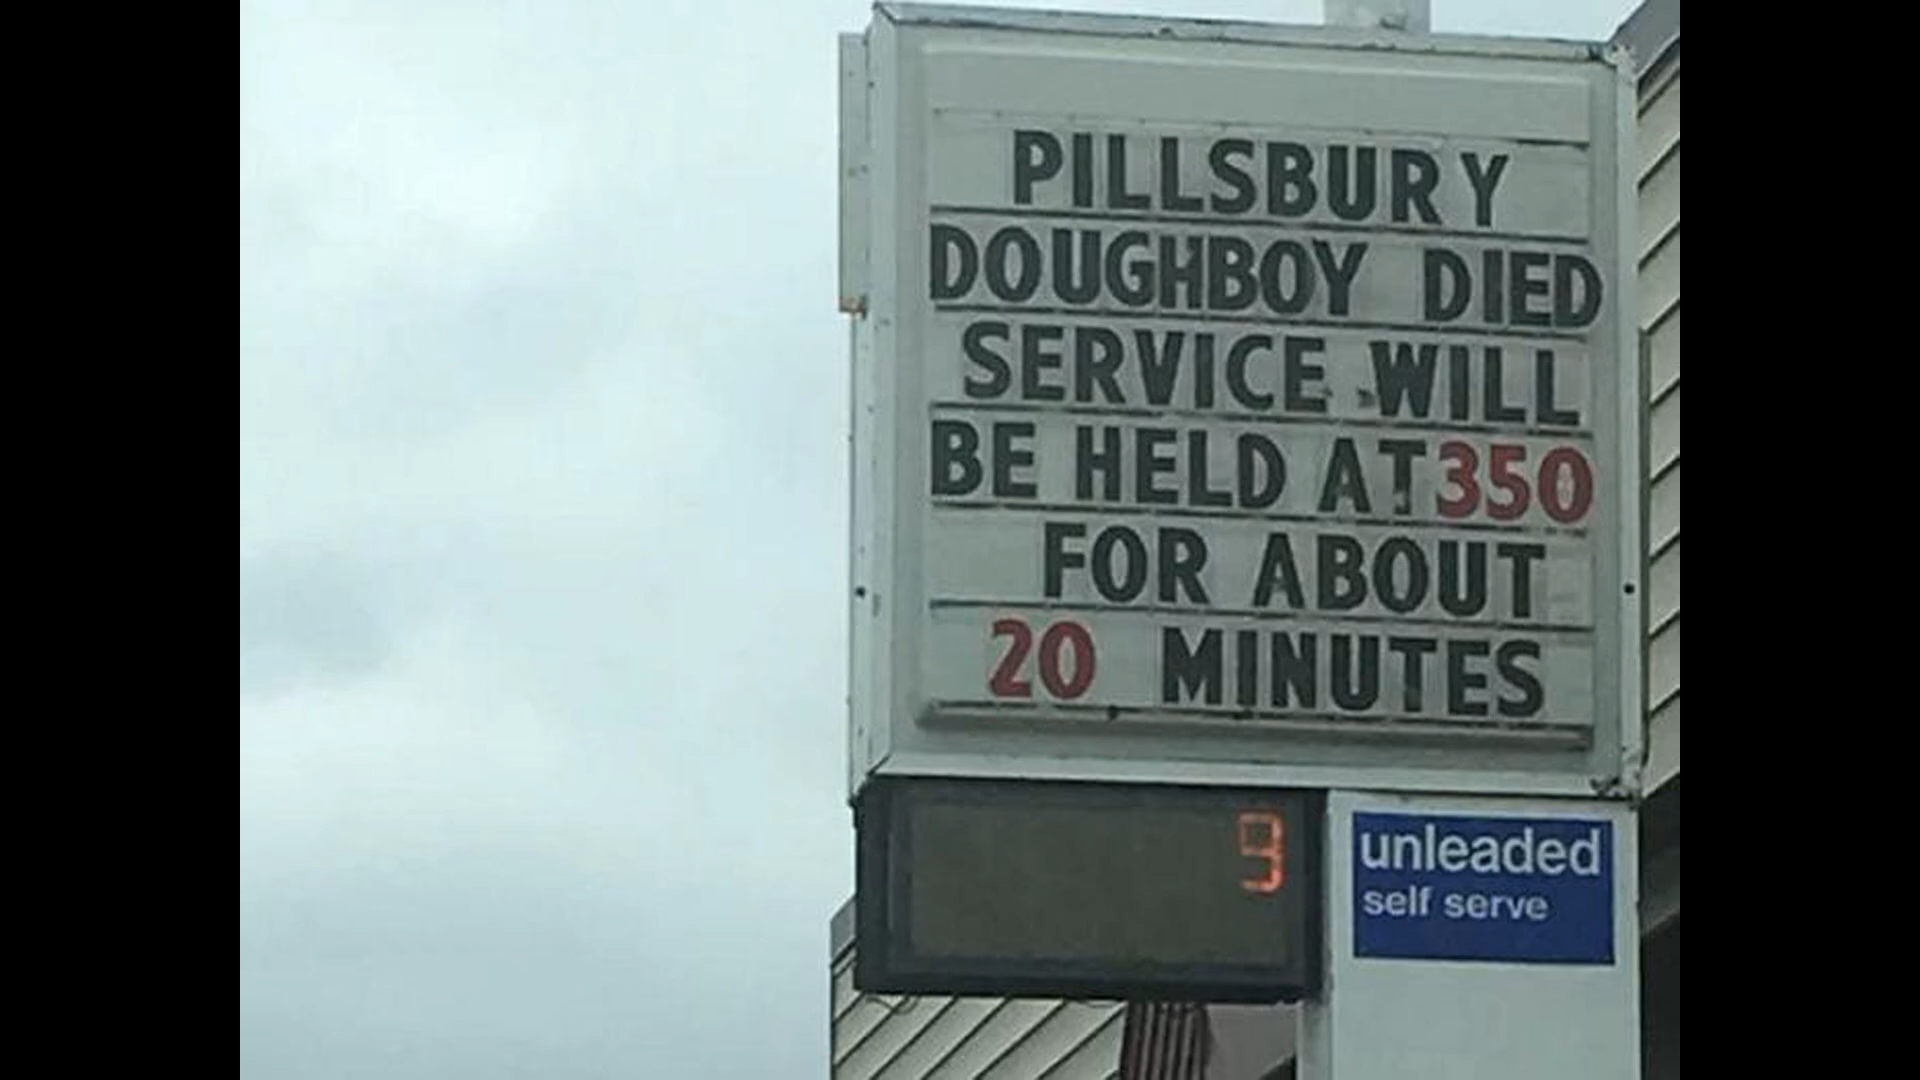 PILLSBURY
DOUGHBOY DIED
SERVICE WILL
BE HELD AT 350
FOR ABOUT
20 MINUTES
9
unleaded
self serve